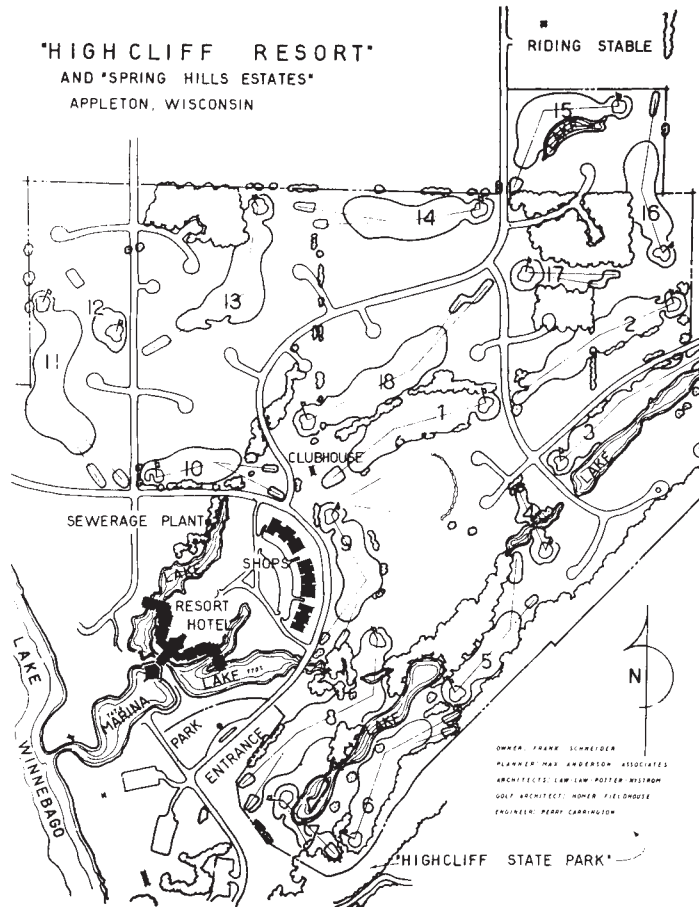 "HIGHCLIFF RESORT"
AND "SPRING HILLS ESTATES"
APPLETON, WISCONSIN
RIDING STABLE
15
LAKE
16
14
17
13
12
11
2
18
1
3
LAKE
10
CLUBHOUSE
SEWERAGE PLANT
9
LAKE
SHOPS
RESORT
HOTEL
LAKE
5
N
LAKE
WINNEBAGO
MARINA
PARK
ENTRANCE
8
LAKE
6
OWNER: FRANK SCHNEIDER
PLANNER: MAX ANDERSON ASSOCIATES
ARCHITECTS: LAW-LAW-POTTER-NYSTROM
GOLF ARCHITECT: HOMER FIELDHOUSE
ENGINEER: PERRY CARRINGTON
"HIGHCLIFF STATE PARK"